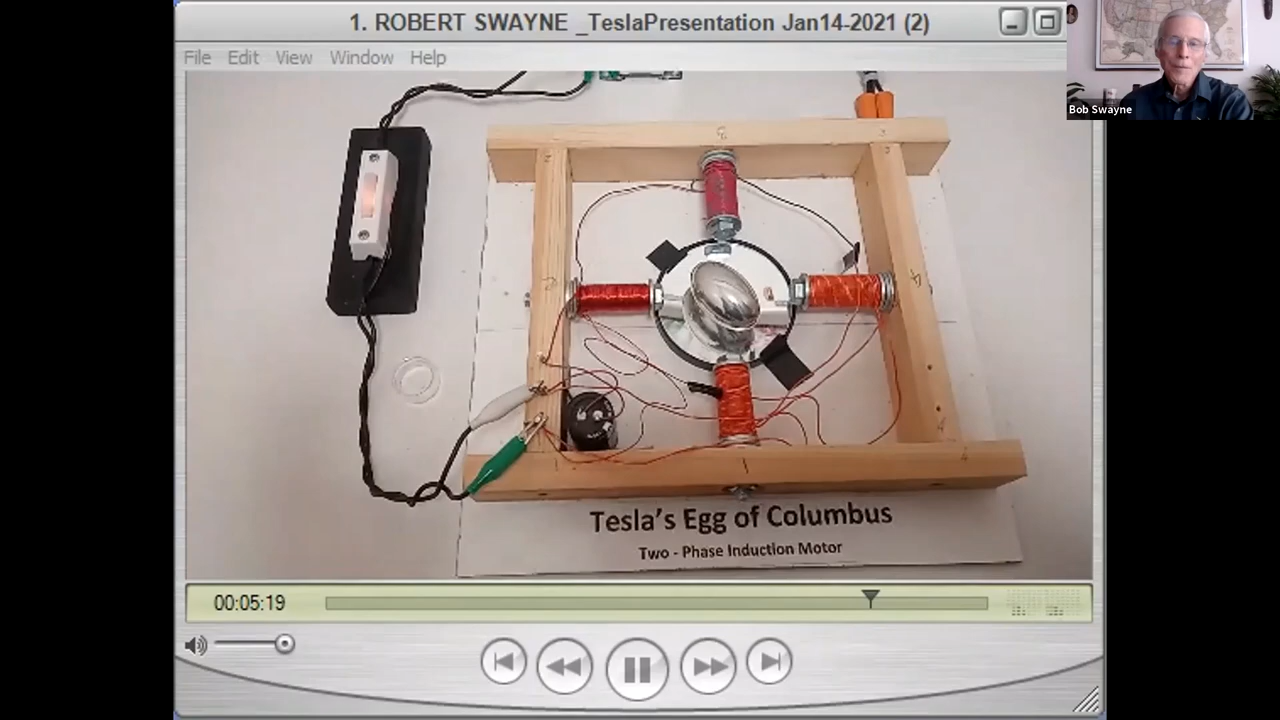 1. ROBERT SWAYNE _TeslaPresentation Jan14-2021 (2)
File Edit View Window Help
Bob Swayne
Tesla's Egg of Columbus
Two - Phase Induction Motor
00:05:19